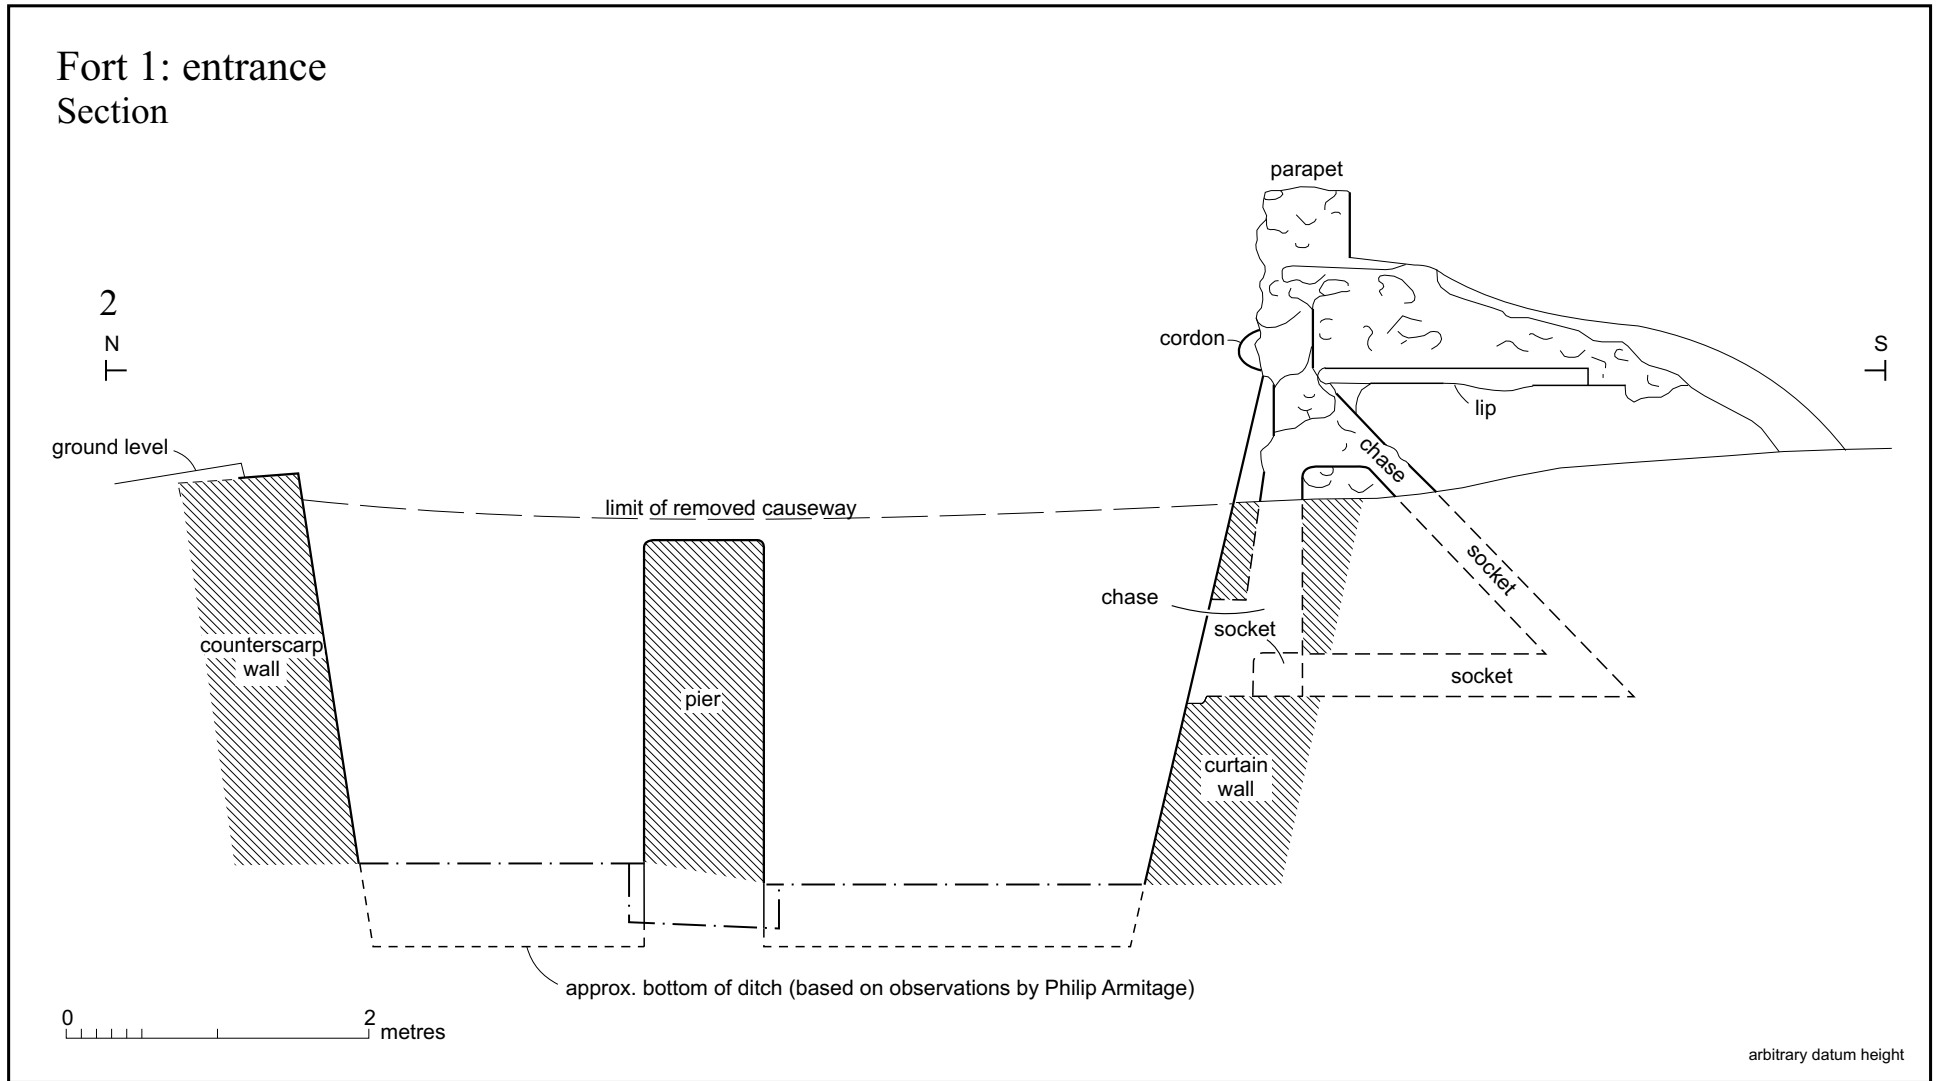 Fort 1: entrance
Section
parapet
2
N
cordon
S
lip
ground level
chase
limit of removed causeway
socket
chase
socket
counterscarp
wall
socket
pier
curtain
wall
approx. bottom of ditch (based on observations by Philip Armitage)
0 2
metres
arbitrary datum height